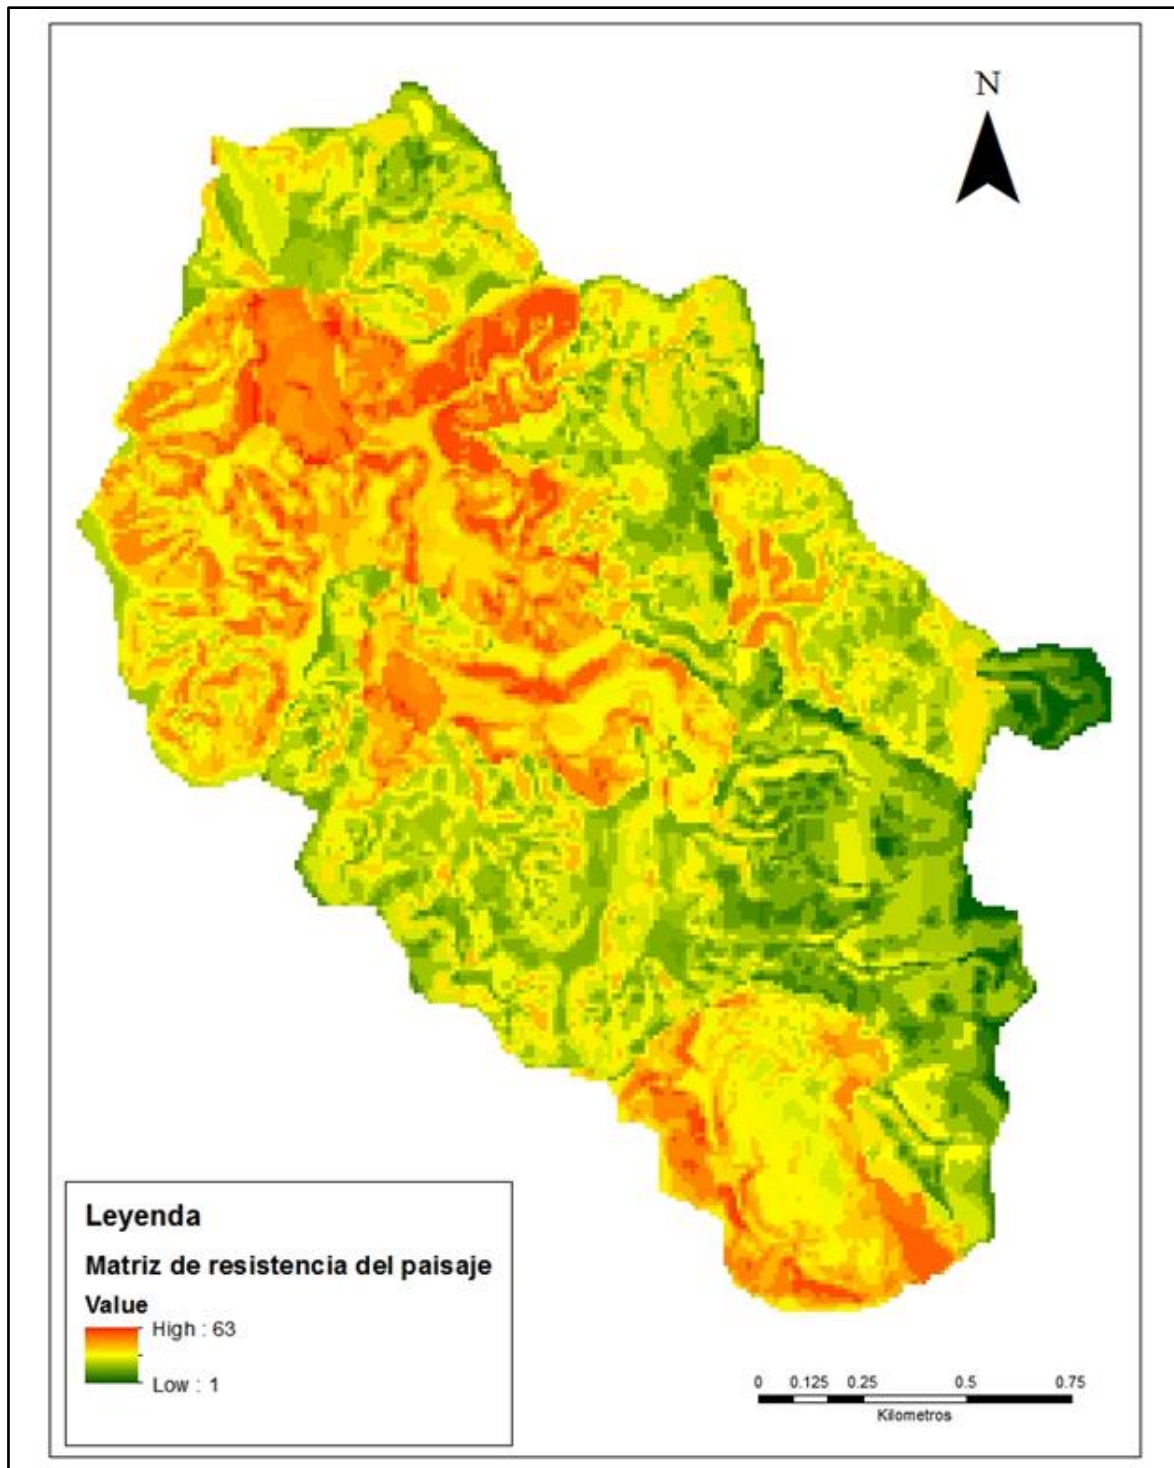 N
Leyenda
Matriz de resistencia del paisaje
Value
High : 63
Low : 1
0 0.125 0.25 0.5 0.75
Kilometros